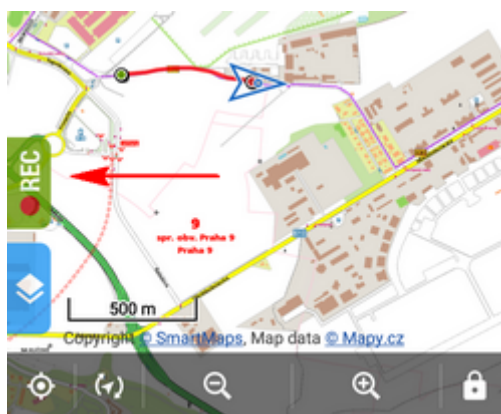 REC
9
spr. obv. Praha 9
Praha 9
500 m
Copyright © SmartMaps, Map data © Mapy.cz